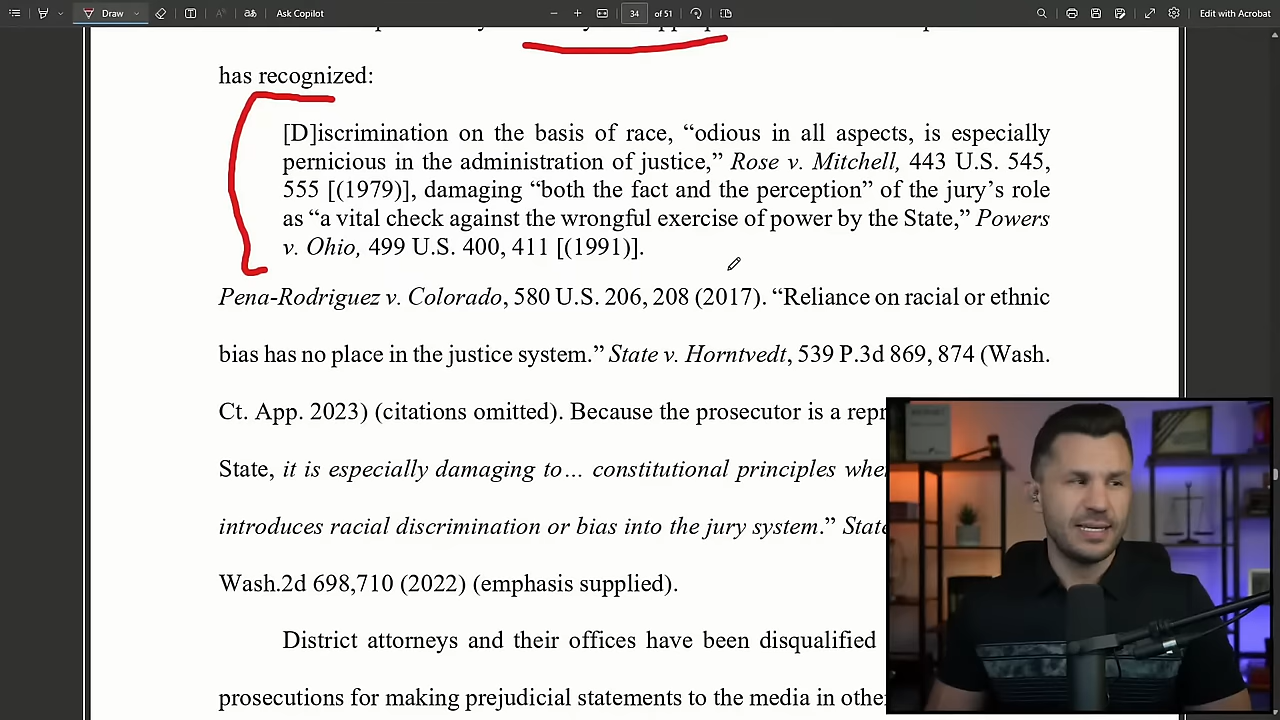 Draw
Ask Copilot
34 of 51
Edit with Acrobat
has recognized:
[D]iscrimination on the basis of race, “odious in all aspects, is especially
pernicious in the administration of justice,” Rose v. Mitchell, 443 U.S. 545,
555 [(1979)], damaging “both the fact and the perception” of the jury’s role
as “a vital check against the wrongful exercise of power by the State,” Powers
v. Ohio, 499 U.S. 400, 411 [(1991)].
Pena-Rodriguez v. Colorado, 580 U.S. 206, 208 (2017). “Reliance on racial or ethnic
bias has no place in the justice system.” State v. Horntvedt, 539 P.3d 869, 874 (Wash.
Ct. App. 2023) (citations omitted). Because the prosecutor is a
State, it is especially damaging to… constitutional principles
introduces racial discrimination or bias into the jury system.” State
Wash.2d 698,710 (2022) (emphasis supplied).
District attorneys and their offices have been disqualified
prosecutions for making prejudicial statements to the media in